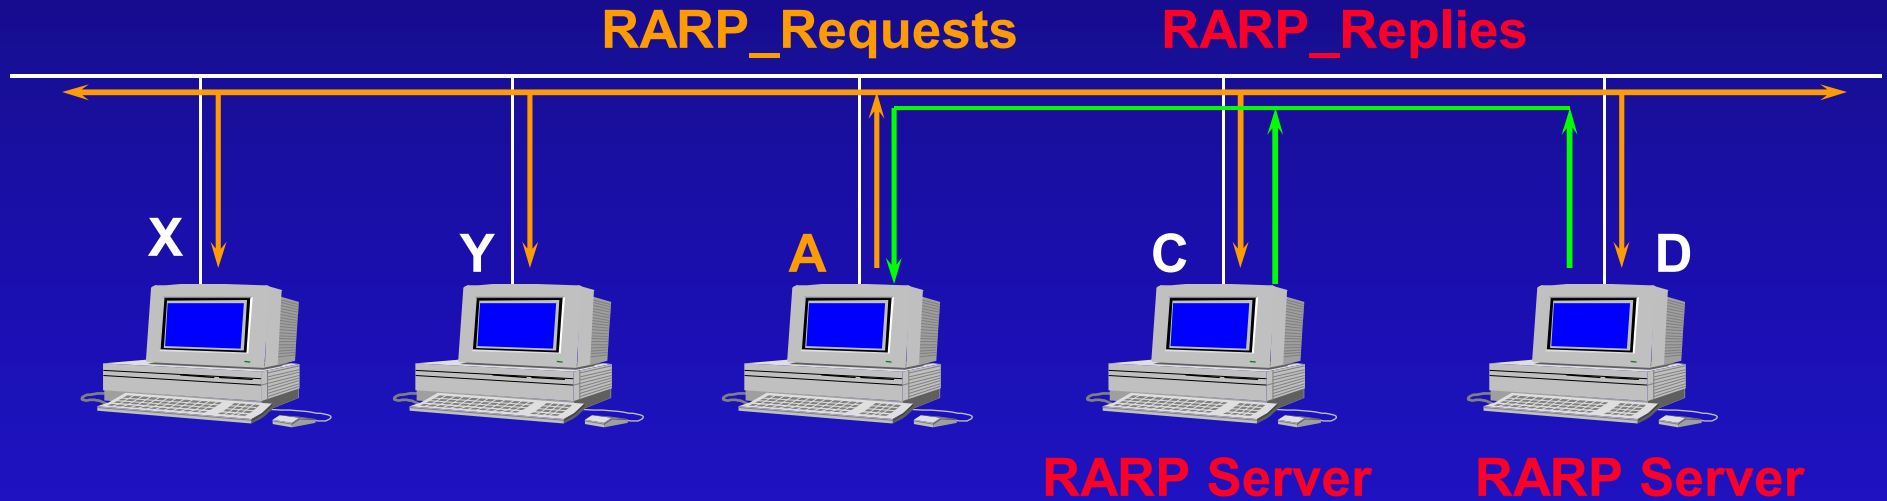 RARP_Requests RARP_Replies
X Y A C D
RARP Server RARP Server